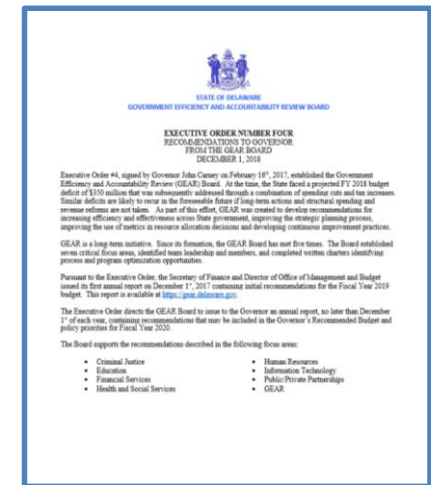 STATE OF DELAWARE
GOVERNMENT EFFICIENCY AND ACCOUNTABILITY REVIEW BOARD
EXECUTIVE ORDER NUMBER FOUR
RECOMMENDATIONS TO GOVERNOR
FROM THE GEAR BOARD
DECEMBER 1, 2018
Executive Order #4, signed by Governor John Carney on February 16th, 2017, established the Government
Efficiency and Accountability Review (GEAR) Board. At the time, the State faced a projected FY 2018 budget
deficit of $350 million that was subsequently addressed through a combination of spending cuts and tax increases.
Similar deficits are likely to recur in the foreseeable future if long-term actions and structural spending and
revenue reforms are not taken. As part of this effort, GEAR was created to develop recommendations for
increasing efficiency and effectiveness across State government, improving the strategic planning process,
improving the use of metrics in resource allocation decisions and developing continuous improvement practices.
GEAR is a long-term initiative. Since its formation, the GEAR Board has met five times. The Board established
seven critical focus areas, identified team leadership and members, and completed written charters identifying
process and program optimization opportunities.
Pursuant to the Executive Order, the Secretary of Finance and Director of Office of Management and Budget
issued its first annual report on December 1st, 2017 containing initial recommendations for the Fiscal Year 2019
budget. This report is available at https://gear.delaware.gov.
The Executive Order directs the GEAR Board to issue to the Governor an annual report, no later than December
1st of each year, containing recommendations that may be included in the Governor's Recommended Budget and
policy priorities for Fiscal Year 2020.
The Board supports the recommendations described in the following focus areas:
• Criminal Justice
• Education
• Financial Services
• Health and Social Services
• Human Resources
• Information Technology
• Public/Private Partnerships
• GEAR